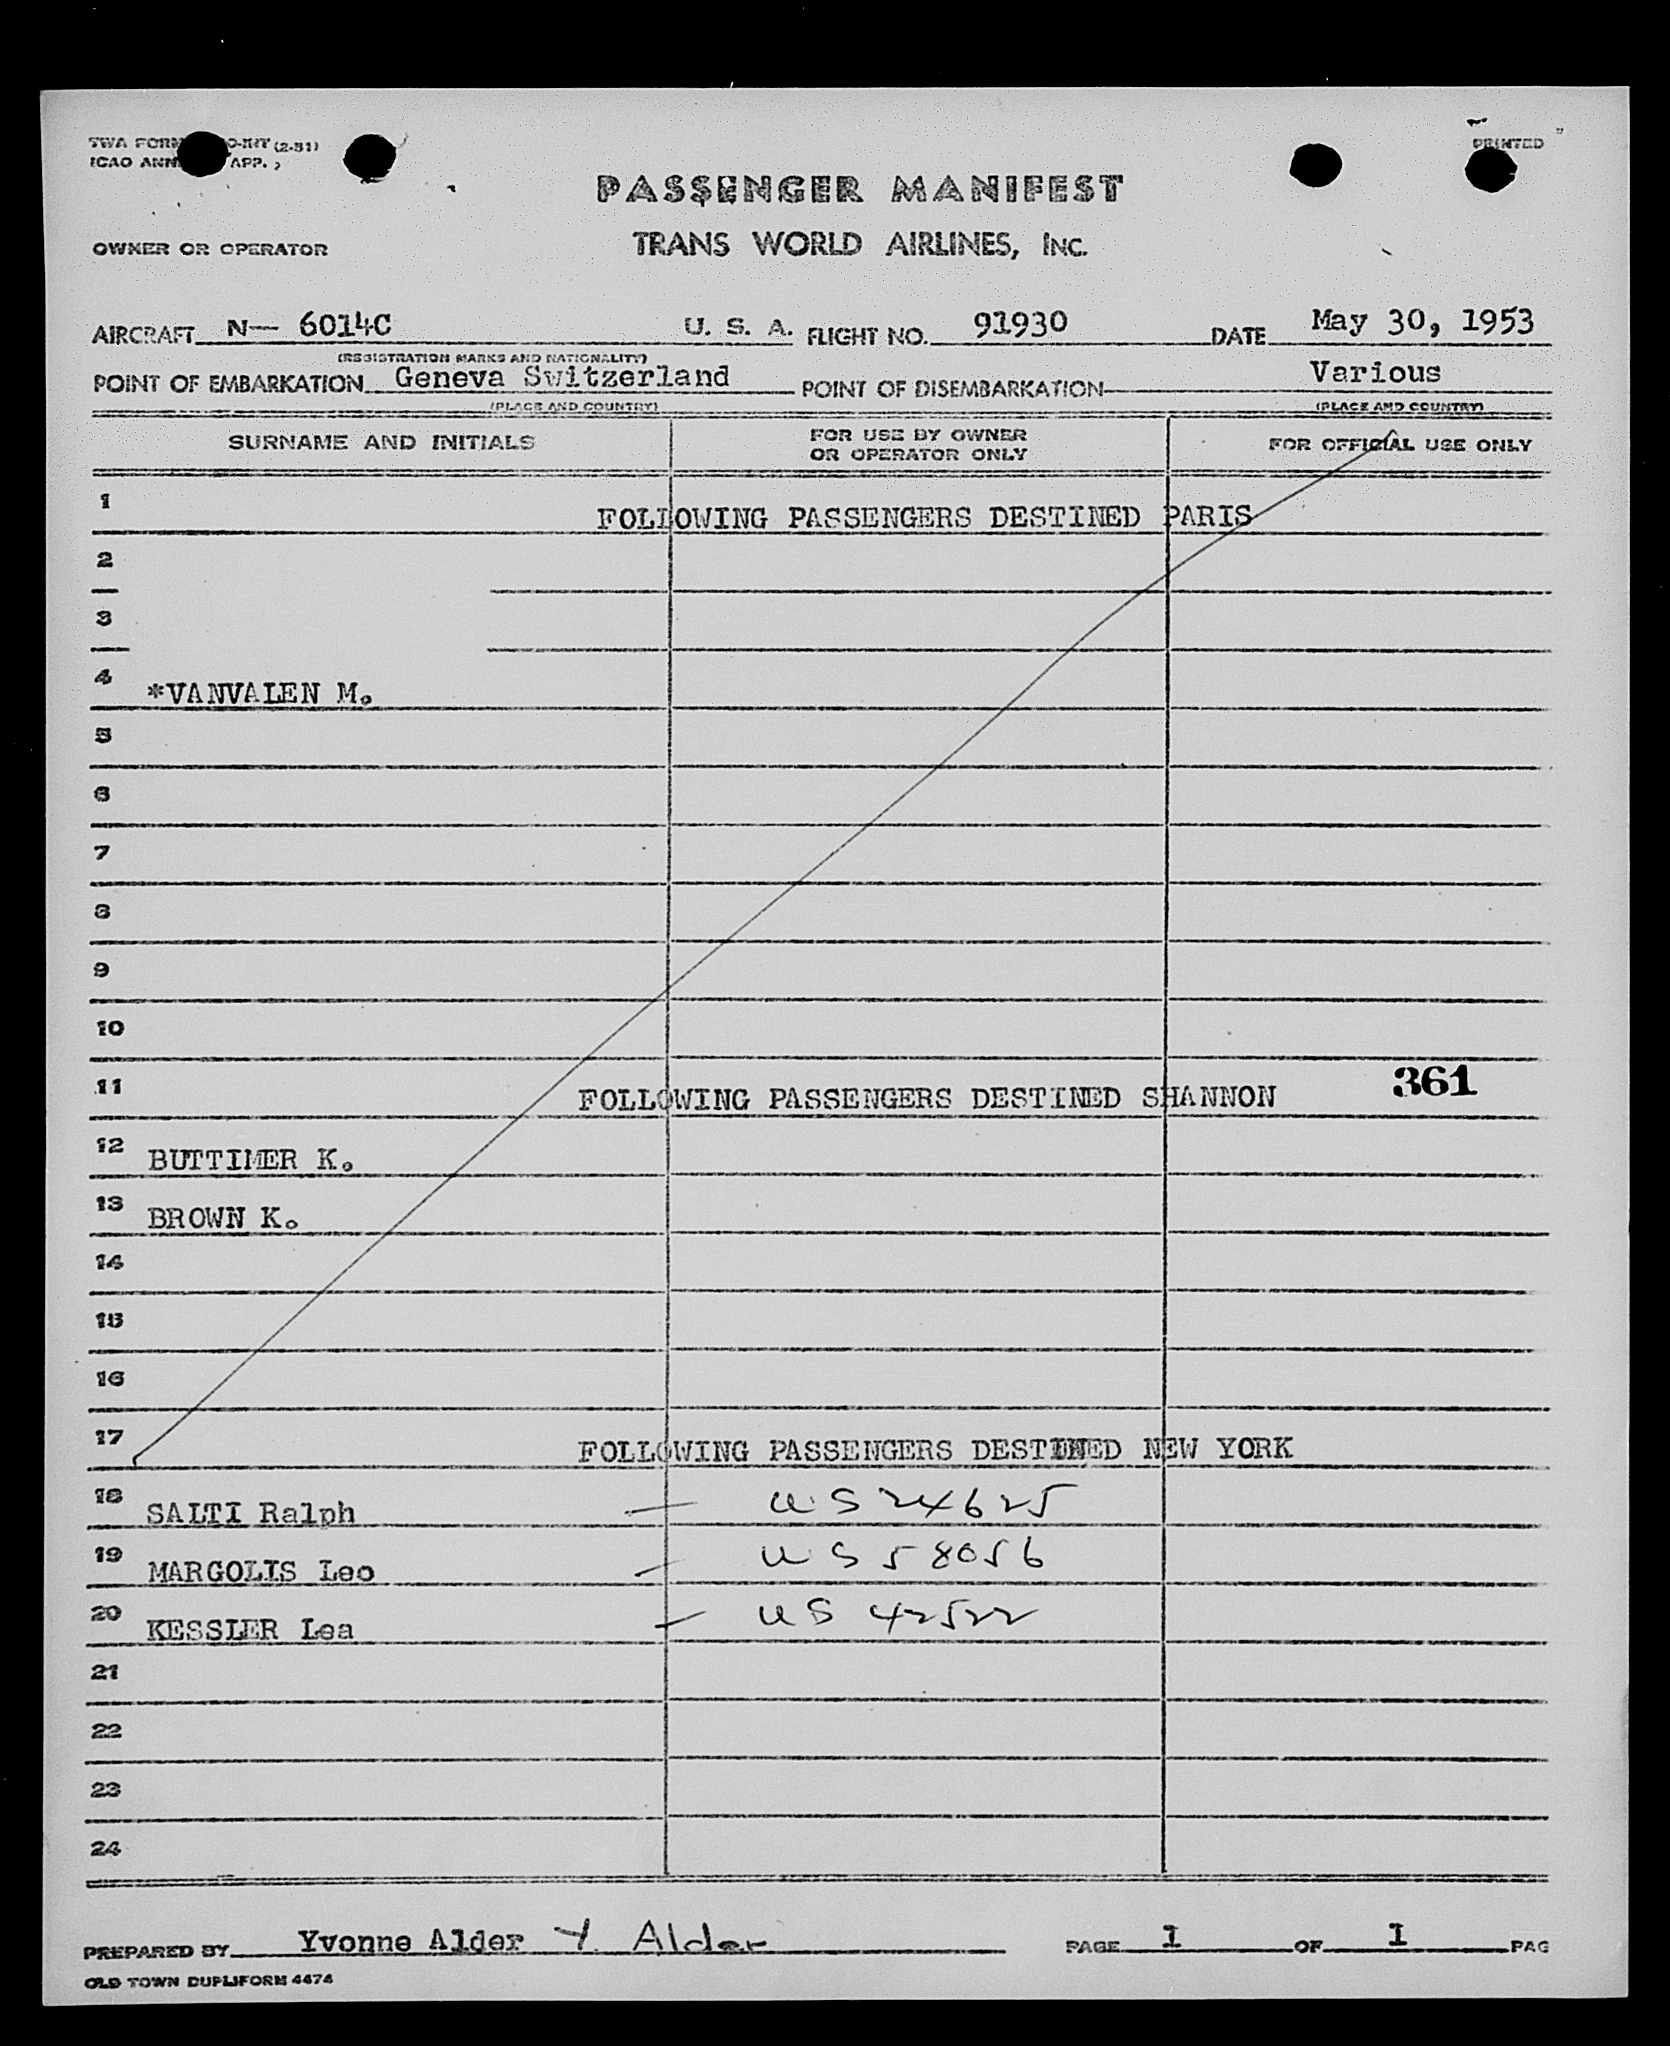 TWA FORM (2-51) PRINTED
ICAO APP.
PASSENGER MANIFEST
OWNER OR OPERATOR TRANS WORLD AIRLINES, INC.
AIRCRAFT N— 6014C U. S. A. FLIGHT NO. 91930 DATE May 30, 1953
(REGISTRATION MARKS AND NATIONALITY)
POINT OF EMBARKATION Geneva Switzerland POINT OF DISEMBARKATION Various
(PLACE AND COUNTRY) (PLACE AND COUNTRY)
SURNAME AND INITIALS FOR USE BY OWNER OR OPERATOR ONLY FOR OFFICIAL USE ONLY
1 FOLLOWING PASSENGERS DESTINED PARIS
2
3
4 *VANVALEN M.
5
6
7
8
9
10
11 FOLLOWING PASSENGERS DESTINED SHANNON 361
12 BUTTIMER K.
13 BROWN K.
14
15
16
17 FOLLOWING PASSENGERS DESTINED NEW YORK
18 SALTI Ralph — US 24625
19 MARGOLIS Leo — US 58056
20 KESSLER Lea — US 42522
21
22
23
24
PREPARED BY Yvonne Alder Y. Alder PAGE 1 OF 1 PAG
OLD TOWN DUPLIFORM 4474